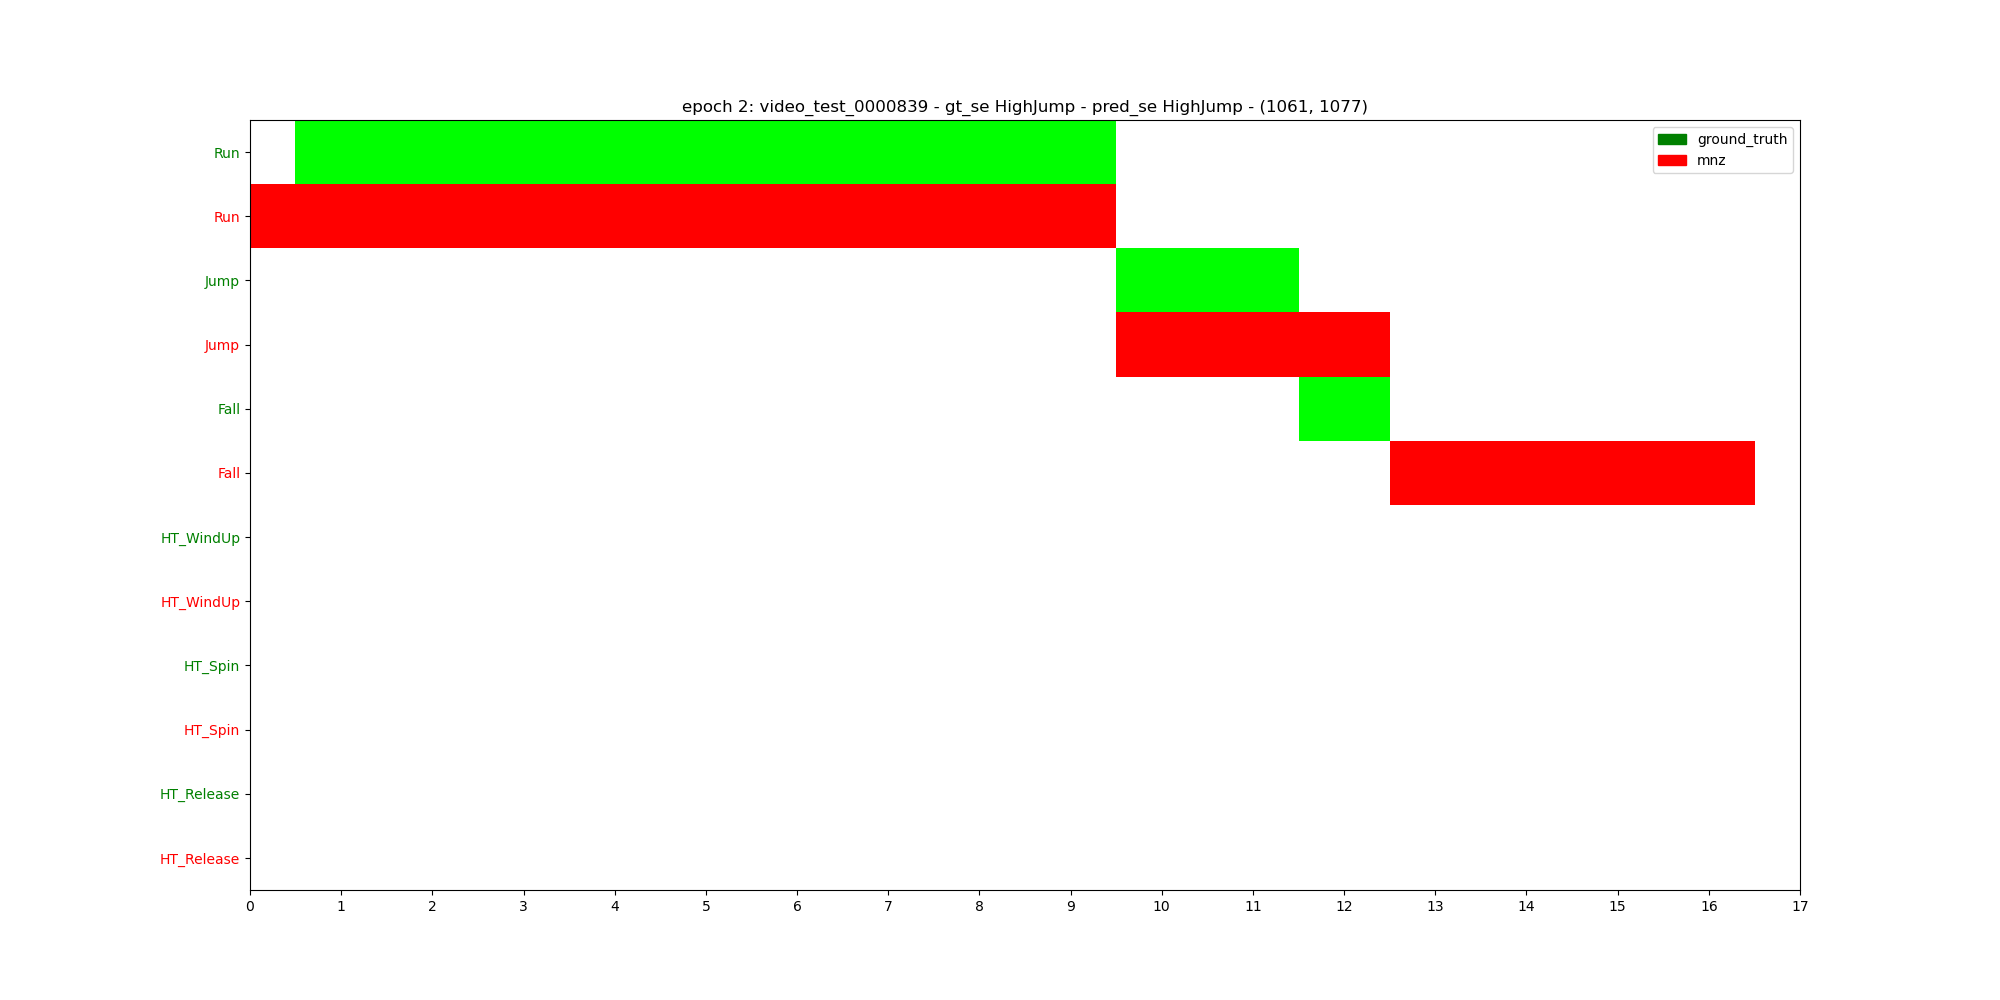 epoch 2: video_test_0000839 - gt_se HighJump - pred_se HighJump - (1061, 1077)
ground_truth
mnz
Run
Run
Jump
Jump
Fall
Fall
HT_WindUp
HT_WindUp
HT_Spin
HT_Spin
HT_Release
HT_Release
0 1 2 3 4 5 6 7 8 9 10 11 12 13 14 15 16 17